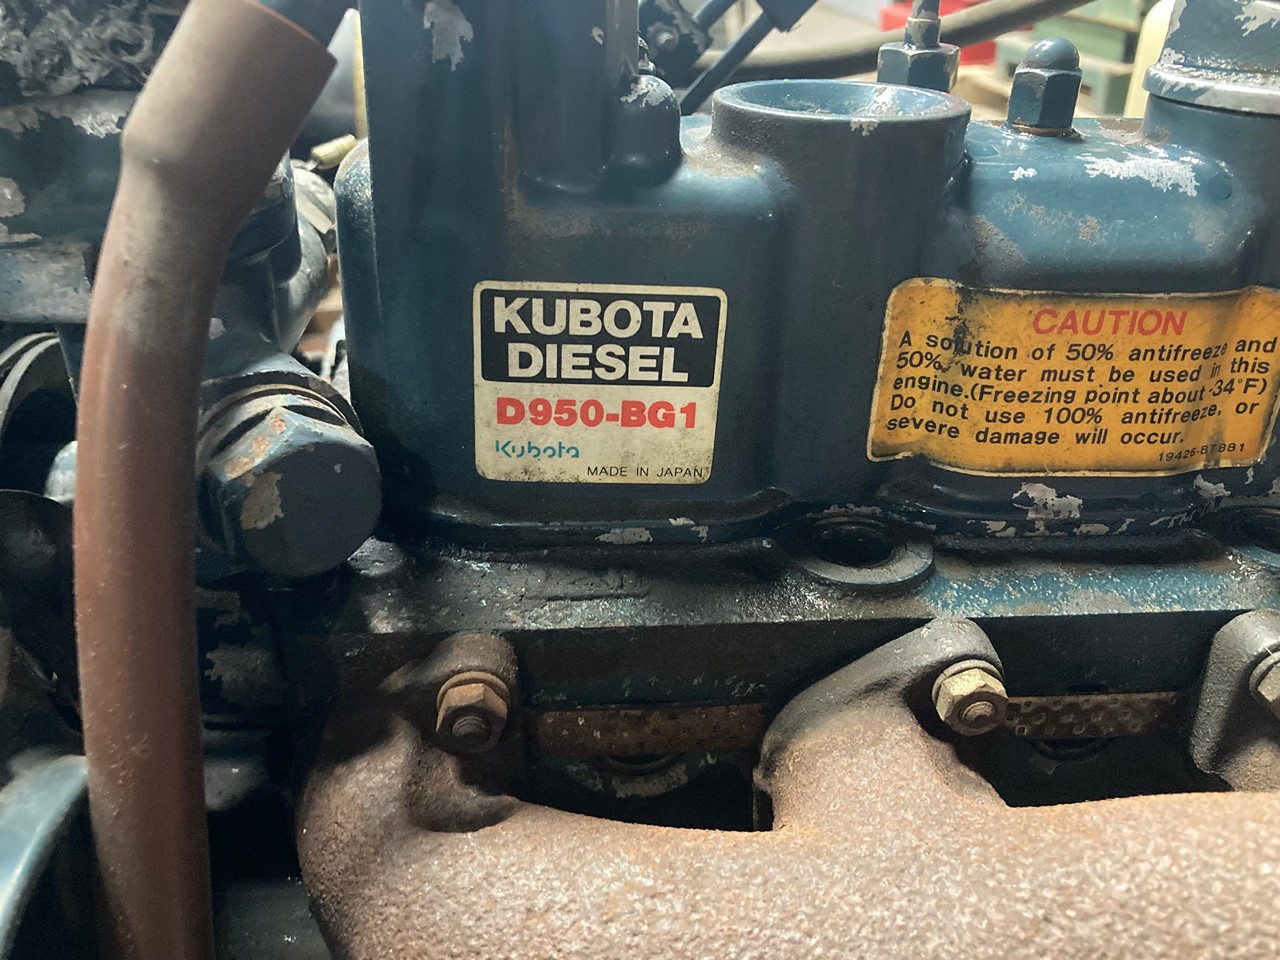 KUBOTA
DIESEL
D950-BG1
Kubota
MADE IN JAPAN
CAUTION
A solution of 50% antifreeze and
50% water must be used in this
engine.(Freezing point about -34°F)
Do not use 100% antifreeze, or
severe damage will occur.
19426-87881